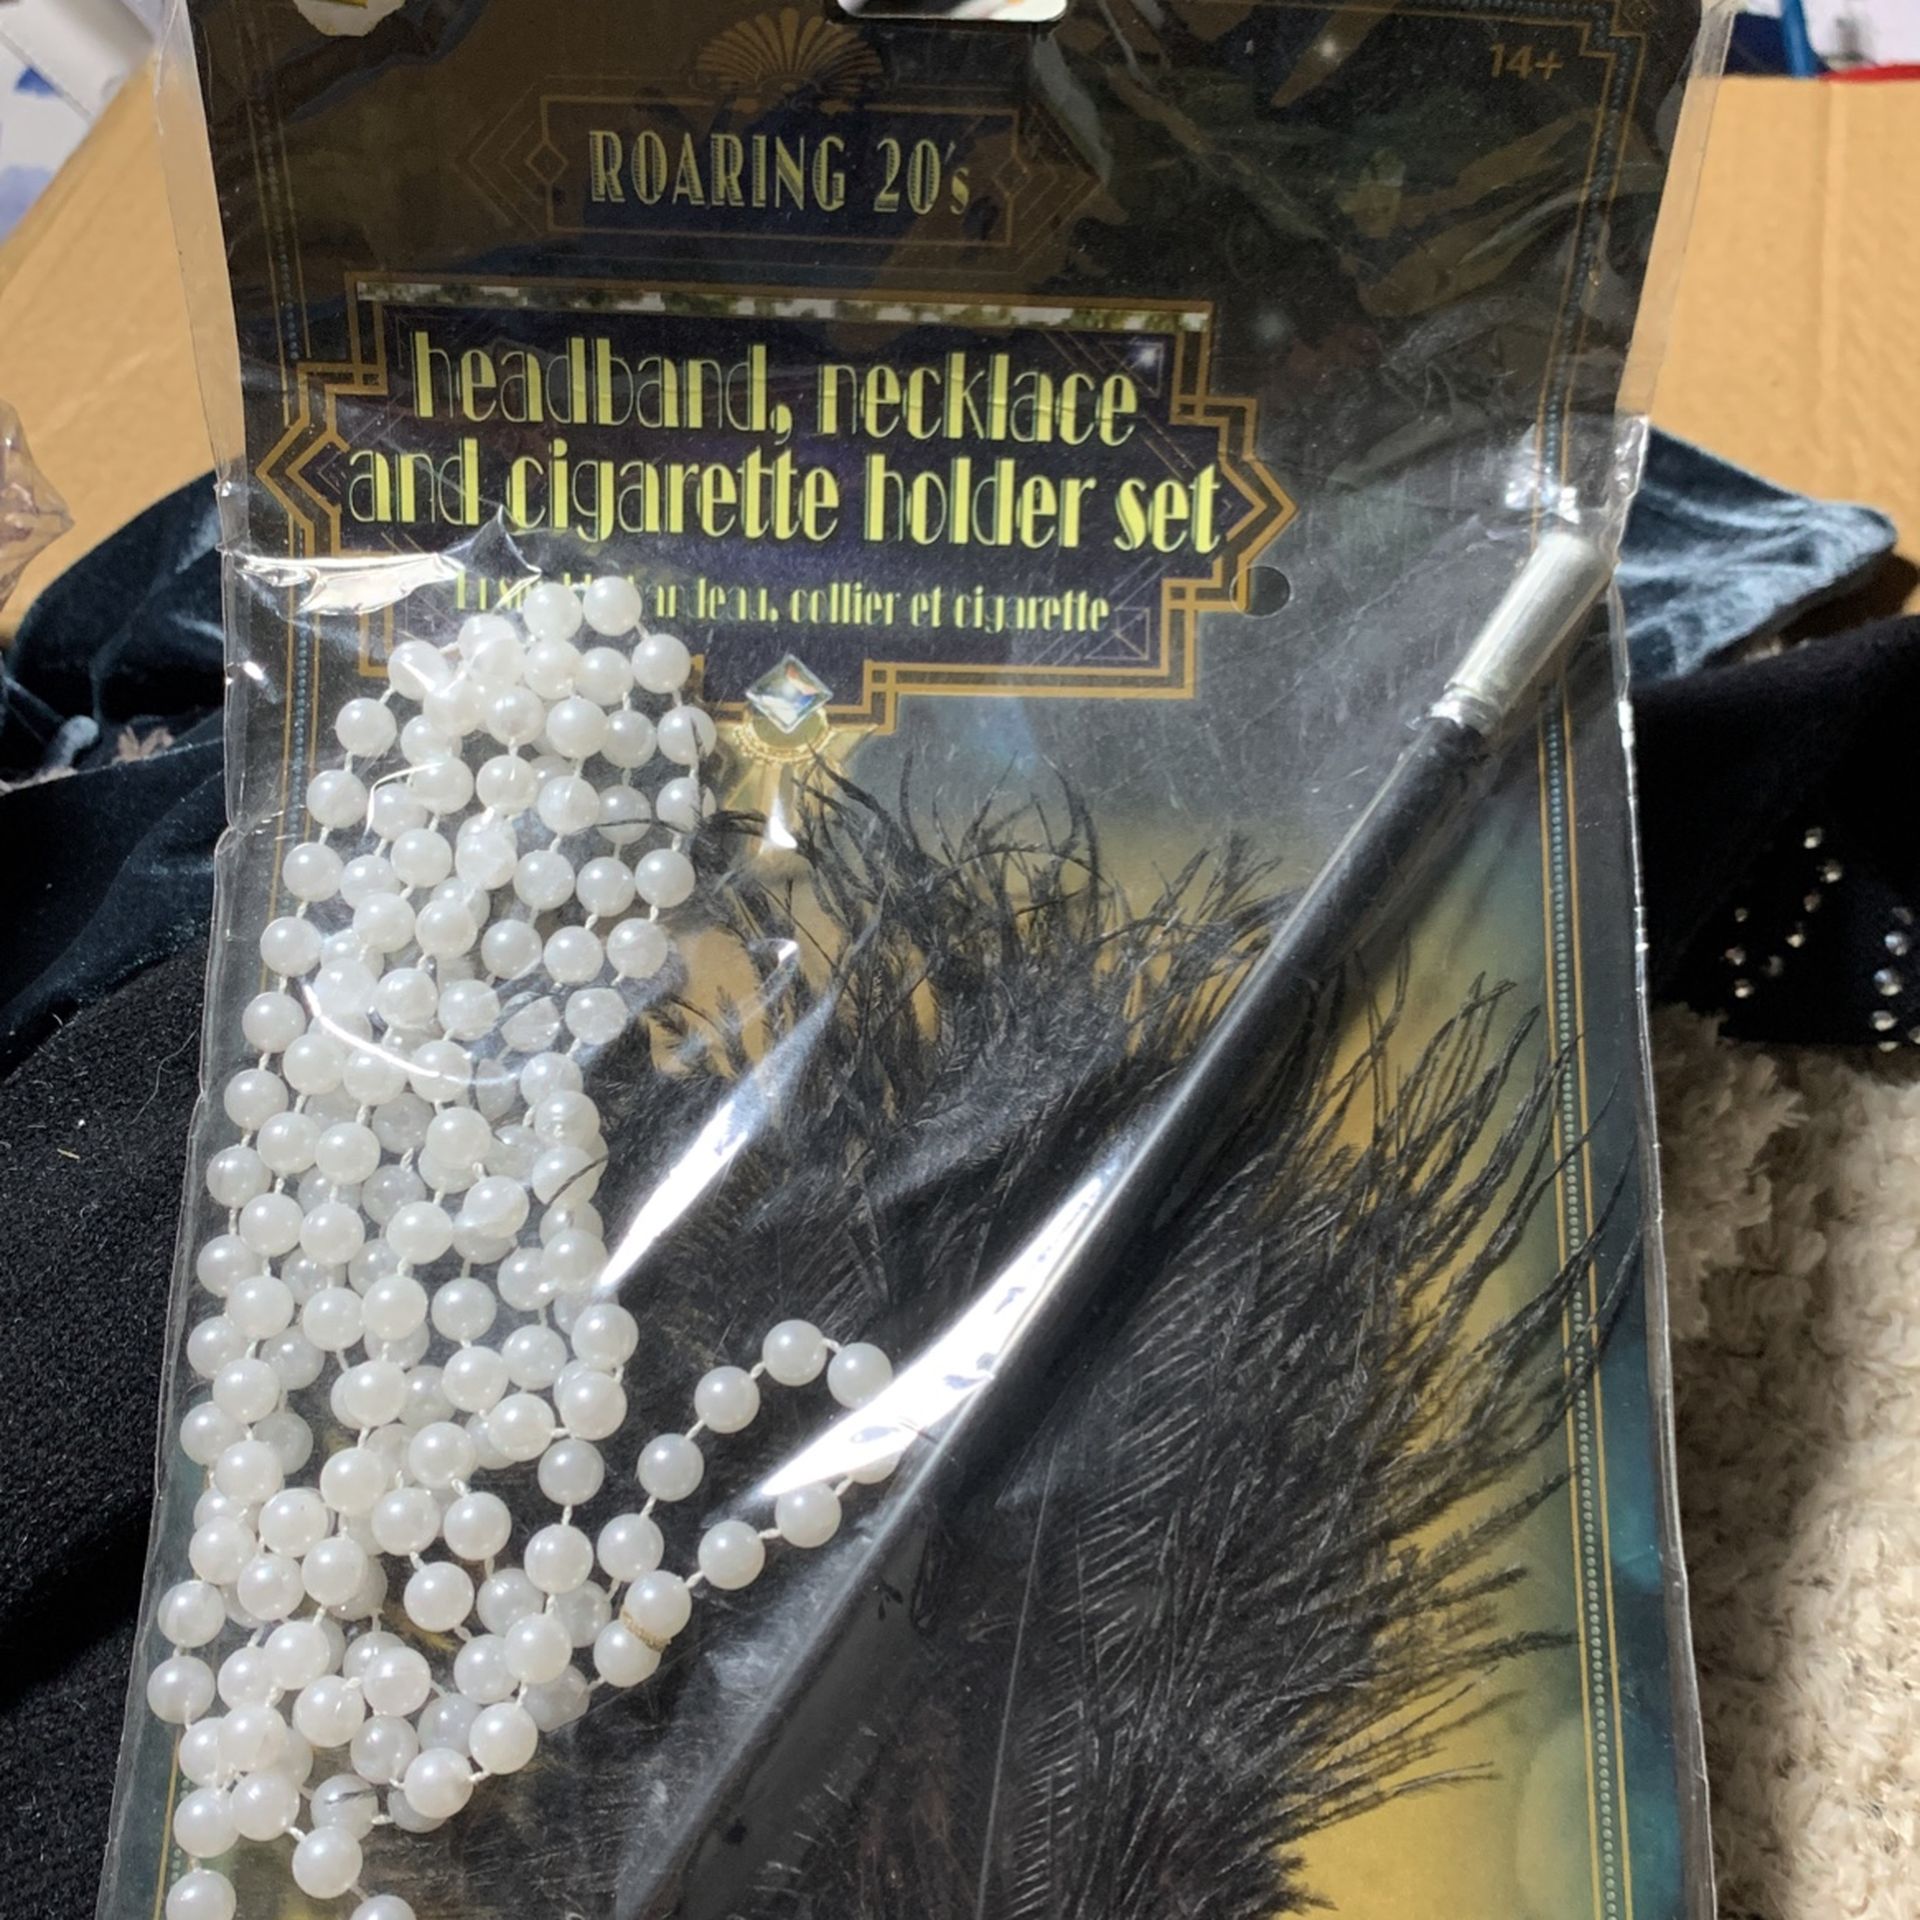 14+
ROARING 20's
headband, necklace
and cigarette holder set
collier et cigarette